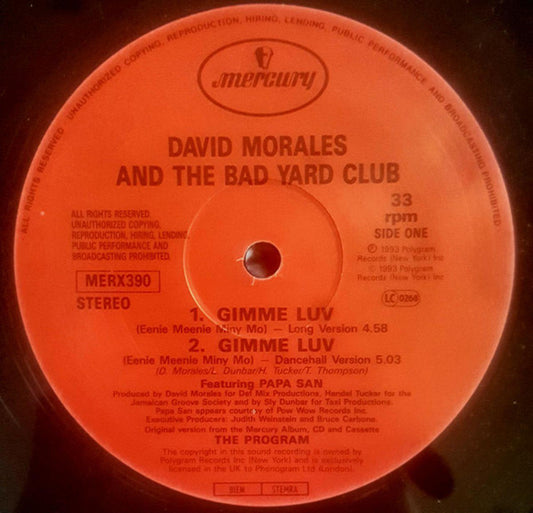 ALL RIGHTS RESERVED · UNAUTHORIZED COPYING, REPRODUCTION, HIRING, LENDING, PUBLIC PERFORMANCE AND BROADCASTING PROHIBITED.
mercury
DAVID MORALES
AND THE BAD YARD CLUB
ALL RIGHTS RESERVED.
UNAUTHORIZED COPYING,
REPRODUCTION, HIRING, LENDING,
PUBLIC PERFORMANCE AND
BROADCASTING PROHIBITED.
MERX390
STEREO
33
rpm
SIDE ONE
℗ 1993 Polygram
Records (New York) Inc
© 1993 Polygram
Records (New York) Inc
LC 0268
1. GIMME LUV
(Eenie Meenie Miny Mo) — Long Version 4.58
2. GIMME LUV
(Eenie Meenie Miny Mo) — Dancehall Version 5.03
(D. Morales/L. Dunbar/H. Tucker/T. Thompson)
Featuring PAPA SAN
Produced by David Morales for Def Mix Productions, Handel Tucker for the
Jamaican Groove Society and by Sly Dunbar for Taxi Productions.
Papa San appears courtesy of Pow Wow Records Inc.
Executive Producers: Judith Weinstein and Bruce Carbone.
Original version from the Mercury Album, CD and Cassette
THE PROGRAM
The copyright in this sound recording is owned by
Polygram Records Inc (New York) and is exclusively
licensed in the UK to Phonogram Ltd (London).
BIEM STEMRA